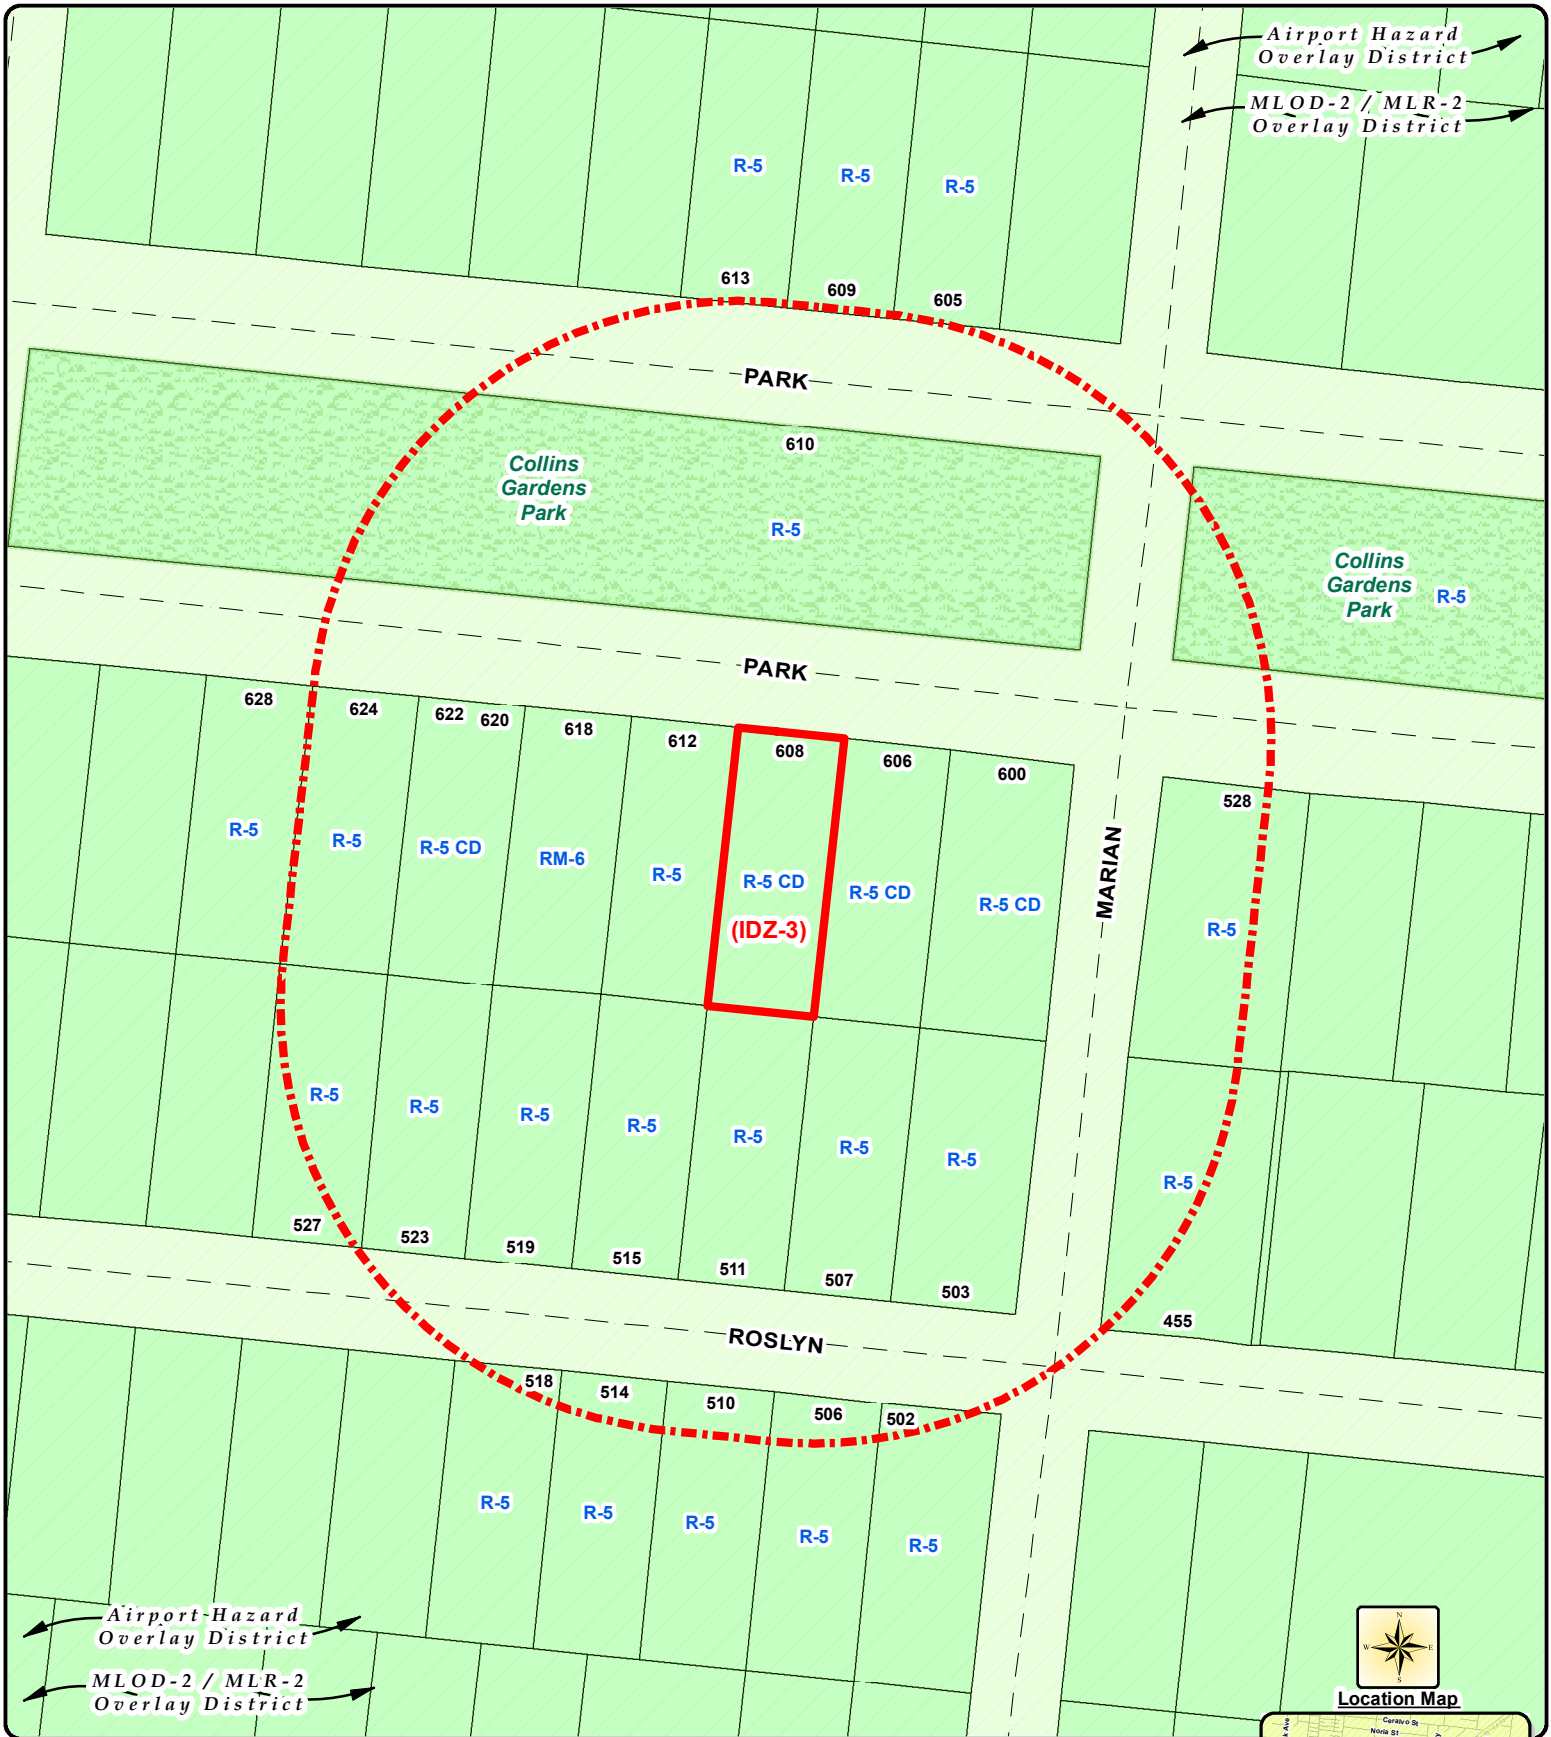 Airport Hazard
Overlay District
MLOD-2 / MLR-2
Overlay District
R-5
R-5
R-5
613
609
605
PARK
610
Collins
Gardens
Park
R-5
Collins
Gardens
Park
R-5
PARK
628
624
622
620
618
612
608
606
600
528
R-5
R-5
R-5 CD
RM-6
R-5
R-5 CD
(IDZ-3)
R-5 CD
R-5 CD
MARIAN
R-5
R-5
R-5
R-5
R-5
R-5
R-5
R-5
R-5
527
523
519
515
511
507
503
455
ROSLYN
518
514
510
506
502
R-5
R-5
R-5
R-5
R-5
Airport Hazard
Overlay District
MLOD-2 / MLR-2
Overlay District
N
W
E
S
Location Map
Ceralvo St
Noria St